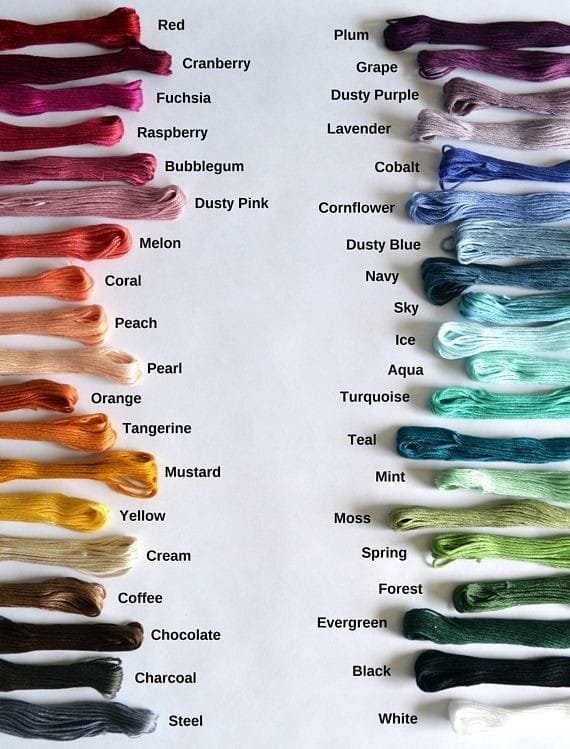 Red
Cranberry
Fuchsia
Raspberry
Bubblegum
Dusty Pink
Melon
Coral
Peach
Pearl
Orange
Tangerine
Mustard
Yellow
Cream
Coffee
Chocolate
Charcoal
Steel
Plum
Grape
Dusty Purple
Lavender
Cobalt
Cornflower
Dusty Blue
Navy
Sky
Ice
Aqua
Turquoise
Teal
Mint
Moss
Spring
Forest
Evergreen
Black
White